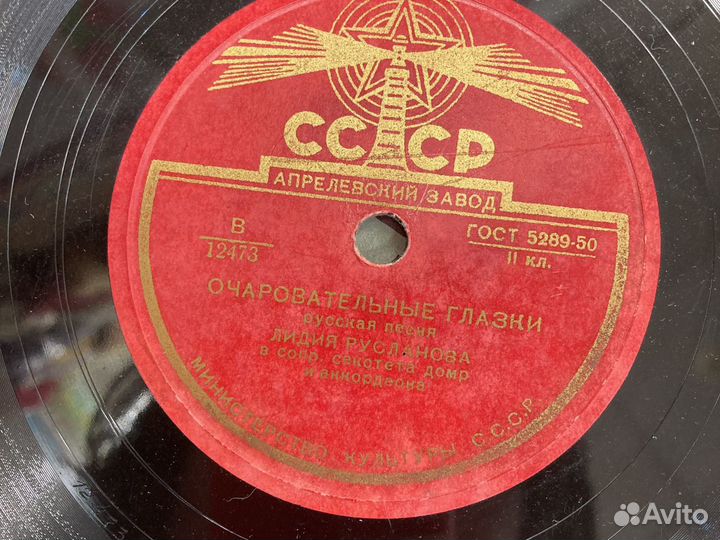 СССР
АПРЕЛЕВСКИЙ ЗАВОД
В
12473
ГОСТ 5289-50
II кл.
ОЧАРОВАТЕЛЬНЫЕ ГЛАЗКИ
русская песня
ЛИДИЯ РУСЛАНОВА
в сопр. секстета домр
и аккордеона
МИНИСТЕРСТВО КУЛЬТУРЫ С.С.С.Р.
Avito